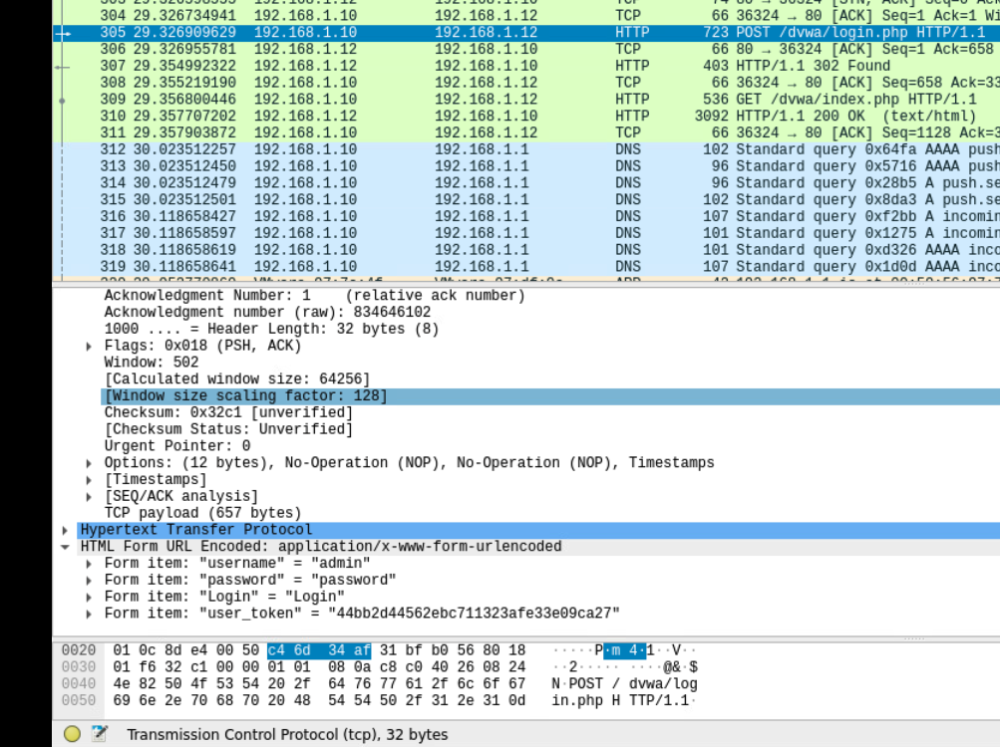 304 29.326734941 192.168.1.10 192.168.1.12 TCP 66 36324 → 80 [ACK] Seq=1 Ack=1 Wi
305 29.326909629 192.168.1.10 192.168.1.12 HTTP 723 POST /dvwa/login.php HTTP/1.1
306 29.326955781 192.168.1.12 192.168.1.10 TCP 66 80 → 36324 [ACK] Seq=1 Ack=658
307 29.354992322 192.168.1.12 192.168.1.10 HTTP 403 HTTP/1.1 302 Found
308 29.355219190 192.168.1.10 192.168.1.12 TCP 66 36324 → 80 [ACK] Seq=658 Ack=33
309 29.356800446 192.168.1.10 192.168.1.12 HTTP 536 GET /dvwa/index.php HTTP/1.1
310 29.357707202 192.168.1.12 192.168.1.10 HTTP 3092 HTTP/1.1 200 OK (text/html)
311 29.357903872 192.168.1.10 192.168.1.12 TCP 66 36324 → 80 [ACK] Seq=1128 Ack=3
312 30.023512257 192.168.1.10 192.168.1.1 DNS 102 Standard query 0x64fa AAAA push
313 30.023512450 192.168.1.10 192.168.1.1 DNS 96 Standard query 0x5716 AAAA push.se
314 30.023512479 192.168.1.10 192.168.1.1 DNS 96 Standard query 0x28b5 A push.se
315 30.023512501 192.168.1.10 192.168.1.1 DNS 102 Standard query 0x8da3 A push.se
316 30.118658427 192.168.1.10 192.168.1.1 DNS 107 Standard query 0xf2bb A incomin
317 30.118658597 192.168.1.10 192.168.1.1 DNS 101 Standard query 0x1275 A incomin
318 30.118658619 192.168.1.10 192.168.1.1 DNS 101 Standard query 0xd326 AAAA inco
319 30.118658641 192.168.1.10 192.168.1.1 DNS 107 Standard query 0x1d0d AAAA inco
Acknowledgment Number: 1 (relative ack number)
Acknowledgment number (raw): 834646102
1000 .... = Header Length: 32 bytes (8)
Flags: 0x018 (PSH, ACK)
Window: 502
[Calculated window size: 64256]
[Window size scaling factor: 128]
Checksum: 0x32c1 [unverified]
[Checksum Status: Unverified]
Urgent Pointer: 0
Options: (12 bytes), No-Operation (NOP), No-Operation (NOP), Timestamps
[Timestamps]
[SEQ/ACK analysis]
TCP payload (657 bytes)
Hypertext Transfer Protocol
HTML Form URL Encoded: application/x-www-form-urlencoded
Form item: "username" = "admin"
Form item: "password" = "password"
Form item: "Login" = "Login"
Form item: "user_token" = "44bb2d44562ebc711323afe33e09ca27"
0020 01 0c 8d e4 00 50 c4 6d 34 af 31 bf b0 56 80 18 ·····P·m 4·1··V··
0030 01 f6 32 c1 00 00 01 01 08 0a c8 c0 40 26 08 24 ··2····· ····@&·$
0040 4e 82 50 4f 53 54 20 2f 64 76 77 61 2f 6c 6f 67 N·POST / dvwa/log
0050 69 6e 2e 70 68 70 20 48 54 54 50 2f 31 2e 31 0d in.php H TTP/1.1·
Transmission Control Protocol (tcp), 32 bytes